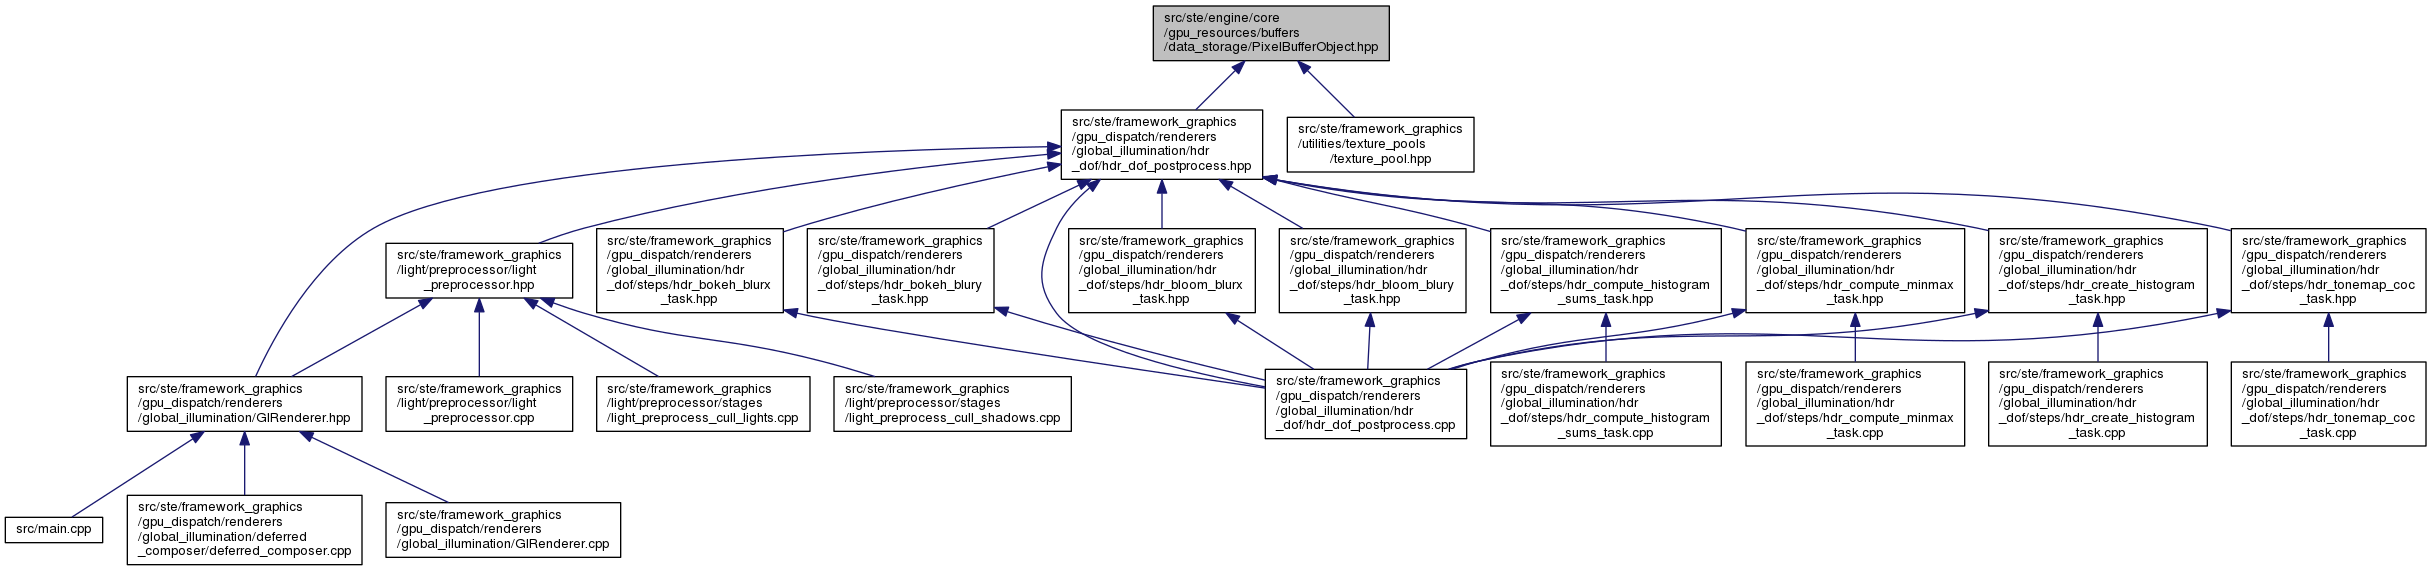 src/ste/engine/core
/gpu_resources/buffers
/data_storage/PixelBufferObject.hpp
src/ste/framework_graphics
/gpu_dispatch/renderers
/global_illumination/hdr
_dof/hdr_dof_postprocess.hpp
src/ste/framework_graphics
/utilities/texture_pools
/texture_pool.hpp
src/ste/framework_graphics
/light/preprocessor/light
_preprocessor.hpp
src/ste/framework_graphics
/gpu_dispatch/renderers
/global_illumination/hdr
_dof/steps/hdr_bokeh_blurx
_task.hpp
src/ste/framework_graphics
/gpu_dispatch/renderers
/global_illumination/hdr
_dof/steps/hdr_bokeh_blury
_task.hpp
src/ste/framework_graphics
/gpu_dispatch/renderers
/global_illumination/hdr
_dof/steps/hdr_bloom_blurx
_task.hpp
src/ste/framework_graphics
/gpu_dispatch/renderers
/global_illumination/hdr
_dof/steps/hdr_bloom_blury
_task.hpp
src/ste/framework_graphics
/gpu_dispatch/renderers
/global_illumination/hdr
_dof/steps/hdr_compute_histogram
_sums_task.hpp
src/ste/framework_graphics
/gpu_dispatch/renderers
/global_illumination/hdr
_dof/steps/hdr_compute_minmax
_task.hpp
src/ste/framework_graphics
/gpu_dispatch/renderers
/global_illumination/hdr
_dof/steps/hdr_create_histogram
_task.hpp
src/ste/framework_graphics
/gpu_dispatch/renderers
/global_illumination/hdr
_dof/steps/hdr_tonemap_coc
_task.hpp
src/ste/framework_graphics
/gpu_dispatch/renderers
/global_illumination/GIRenderer.hpp
src/ste/framework_graphics
/light/preprocessor/light
_preprocessor.cpp
src/ste/framework_graphics
/light/preprocessor/stages
/light_preprocess_cull_lights.cpp
src/ste/framework_graphics
/light/preprocessor/stages
/light_preprocess_cull_shadows.cpp
src/ste/framework_graphics
/gpu_dispatch/renderers
/global_illumination/hdr
_dof/hdr_dof_postprocess.cpp
src/ste/framework_graphics
/gpu_dispatch/renderers
/global_illumination/hdr
_dof/steps/hdr_compute_histogram
_sums_task.cpp
src/ste/framework_graphics
/gpu_dispatch/renderers
/global_illumination/hdr
_dof/steps/hdr_compute_minmax
_task.cpp
src/ste/framework_graphics
/gpu_dispatch/renderers
/global_illumination/hdr
_dof/steps/hdr_create_histogram
_task.cpp
src/ste/framework_graphics
/gpu_dispatch/renderers
/global_illumination/hdr
_dof/steps/hdr_tonemap_coc
_task.cpp
src/main.cpp
src/ste/framework_graphics
/gpu_dispatch/renderers
/global_illumination/deferred
_composer/deferred_composer.cpp
src/ste/framework_graphics
/gpu_dispatch/renderers
/global_illumination/GIRenderer.cpp